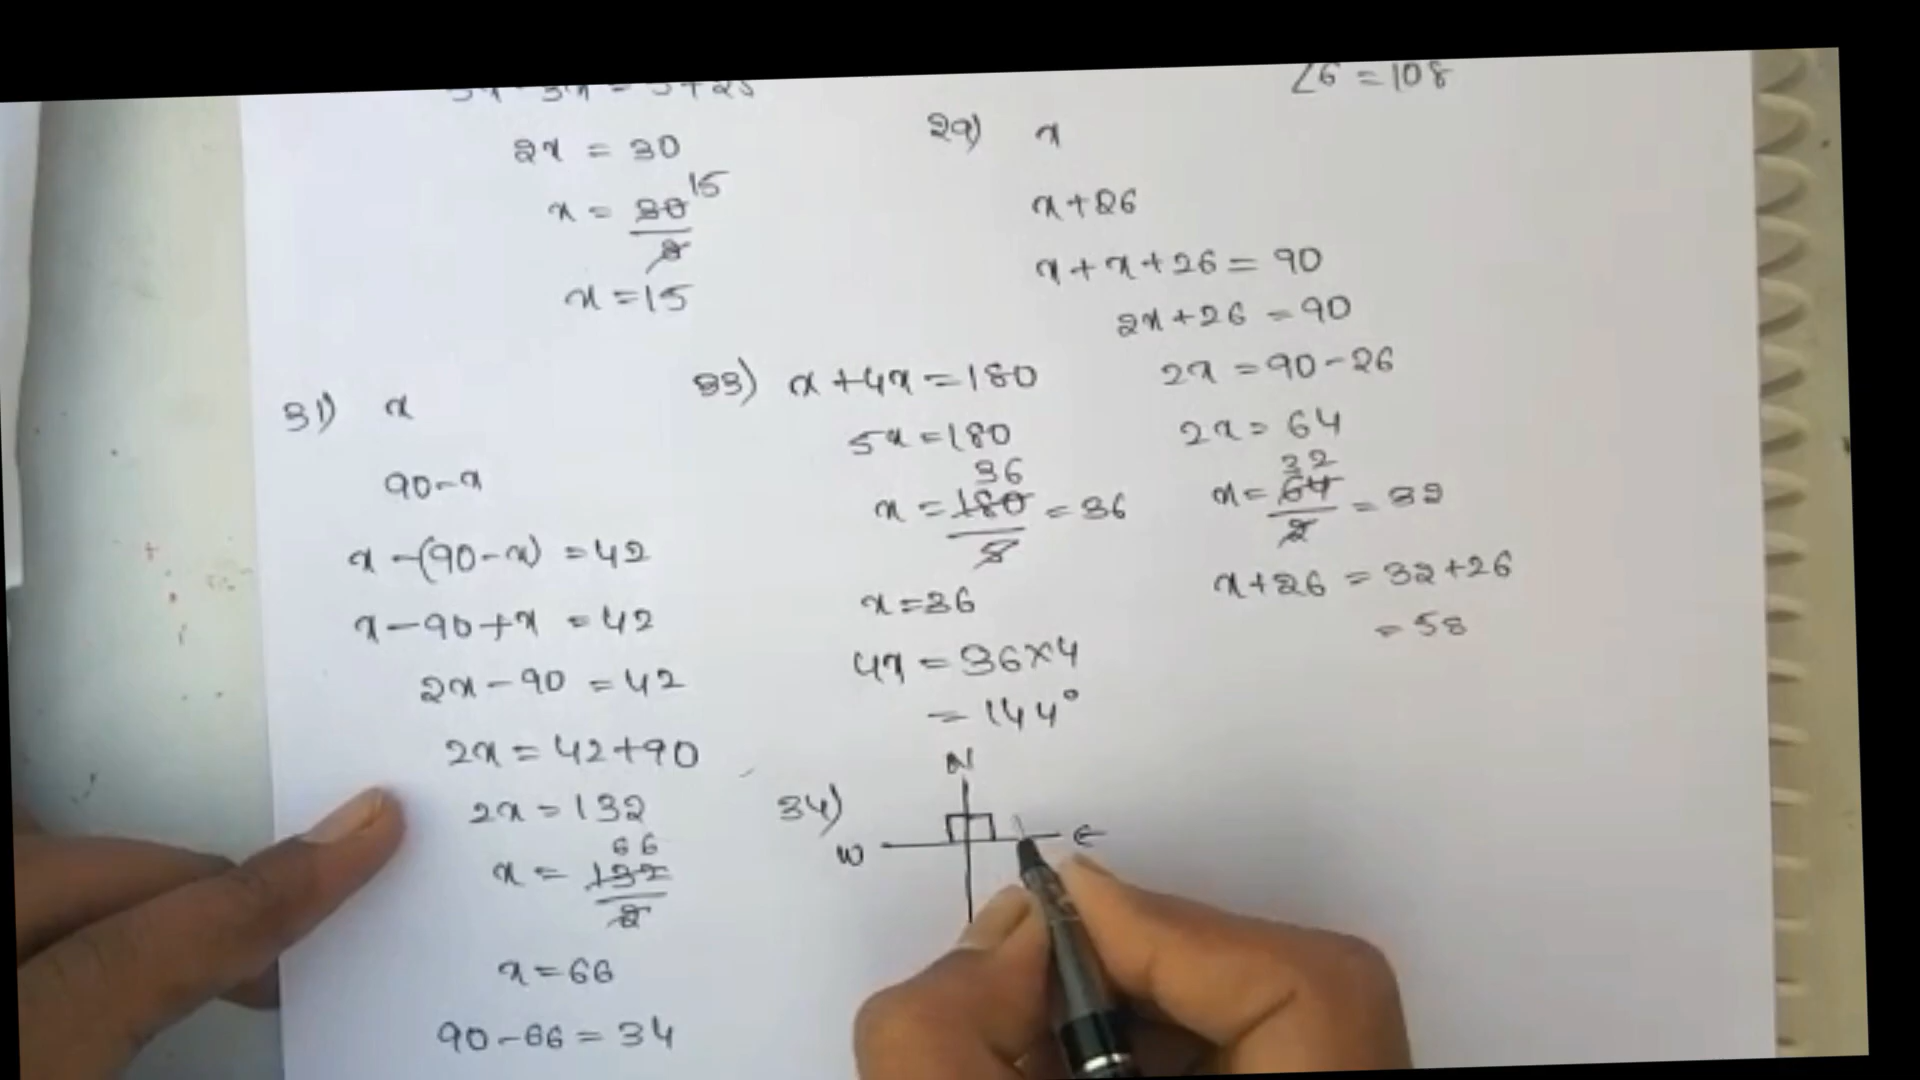 2x = 30
x = 30/2 15
x = 15
∠6 = 108
29) x
x+26
x+x+26 = 90
2x+26 = 90
2x = 90-26
2x = 64
x = 64/2 32 = 32
x+26 = 32+26
= 58
31) x
90-x
x-(90-x) = 42
x-90+x = 42
2x-90 = 42
2x = 42+90
2x = 132
x = 132/2 66
x = 66
90-66 = 34
33) x+4x = 180
5x = 180
x = 180/5 36 = 36
x = 36
4x = 36×4
= 144°
34) N
W E